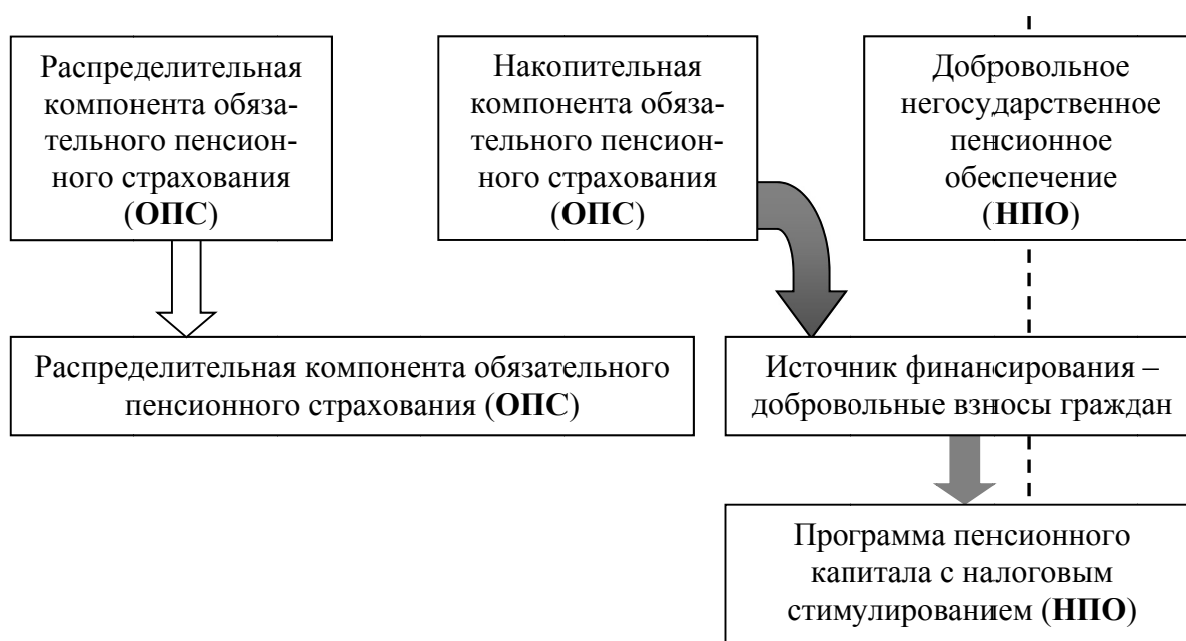 Распределительная
компонента обяза-
тельного пенсион-
ного страхования
(ОПС)
Накопительная
компонента обяза-
тельного пенсион-
ного страхования
(ОПС)
Добровольное
негосударственное
пенсионное
обеспечение
(НПО)
Распределительная компонента обязательного
пенсионного страхования (ОПС)
Источник финансирования –
добровольные взносы граждан
Программа пенсионного
капитала с налоговым
стимулированием (НПО)